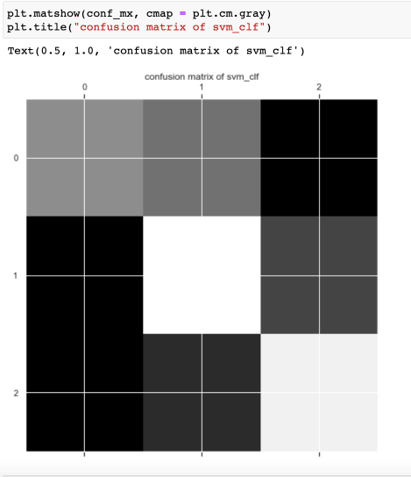 plt.matshow(conf_mx, cmap = plt.cm.gray)
plt.title("confusion matrix of svm_clf")
Text(0.5, 1.0, 'confusion matrix of svm_clf')
confusion matrix of svm_clf
0 1 2
0
1
2